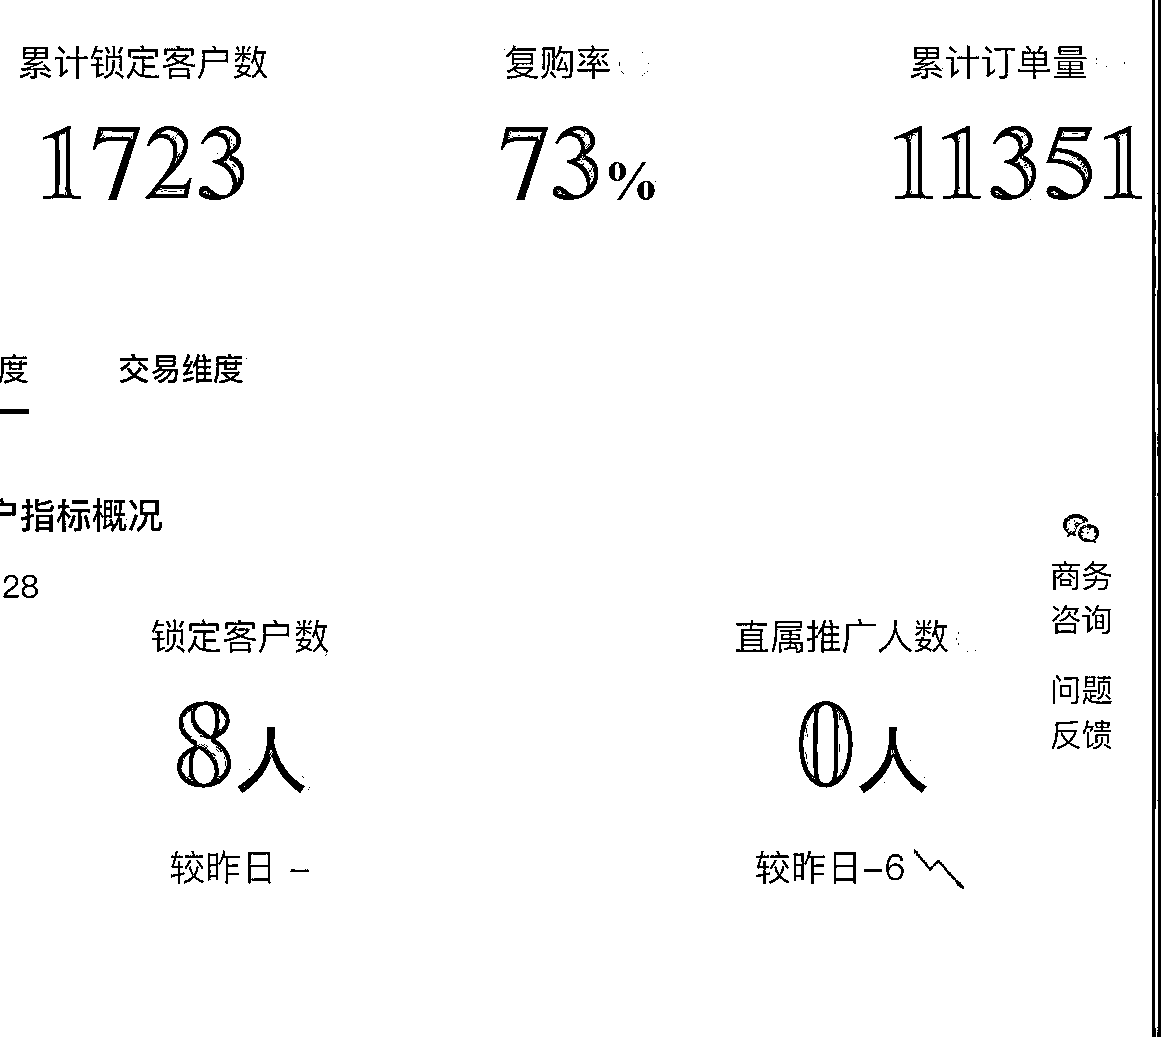 累计锁定客户数 复购率 累计订单量
1723 73% 11351
度 交易维度
户指标概况
28
锁定客户数 直属推广人数
8人 0人
较昨日 - 较昨日-6
商务
咨询
问题
反馈